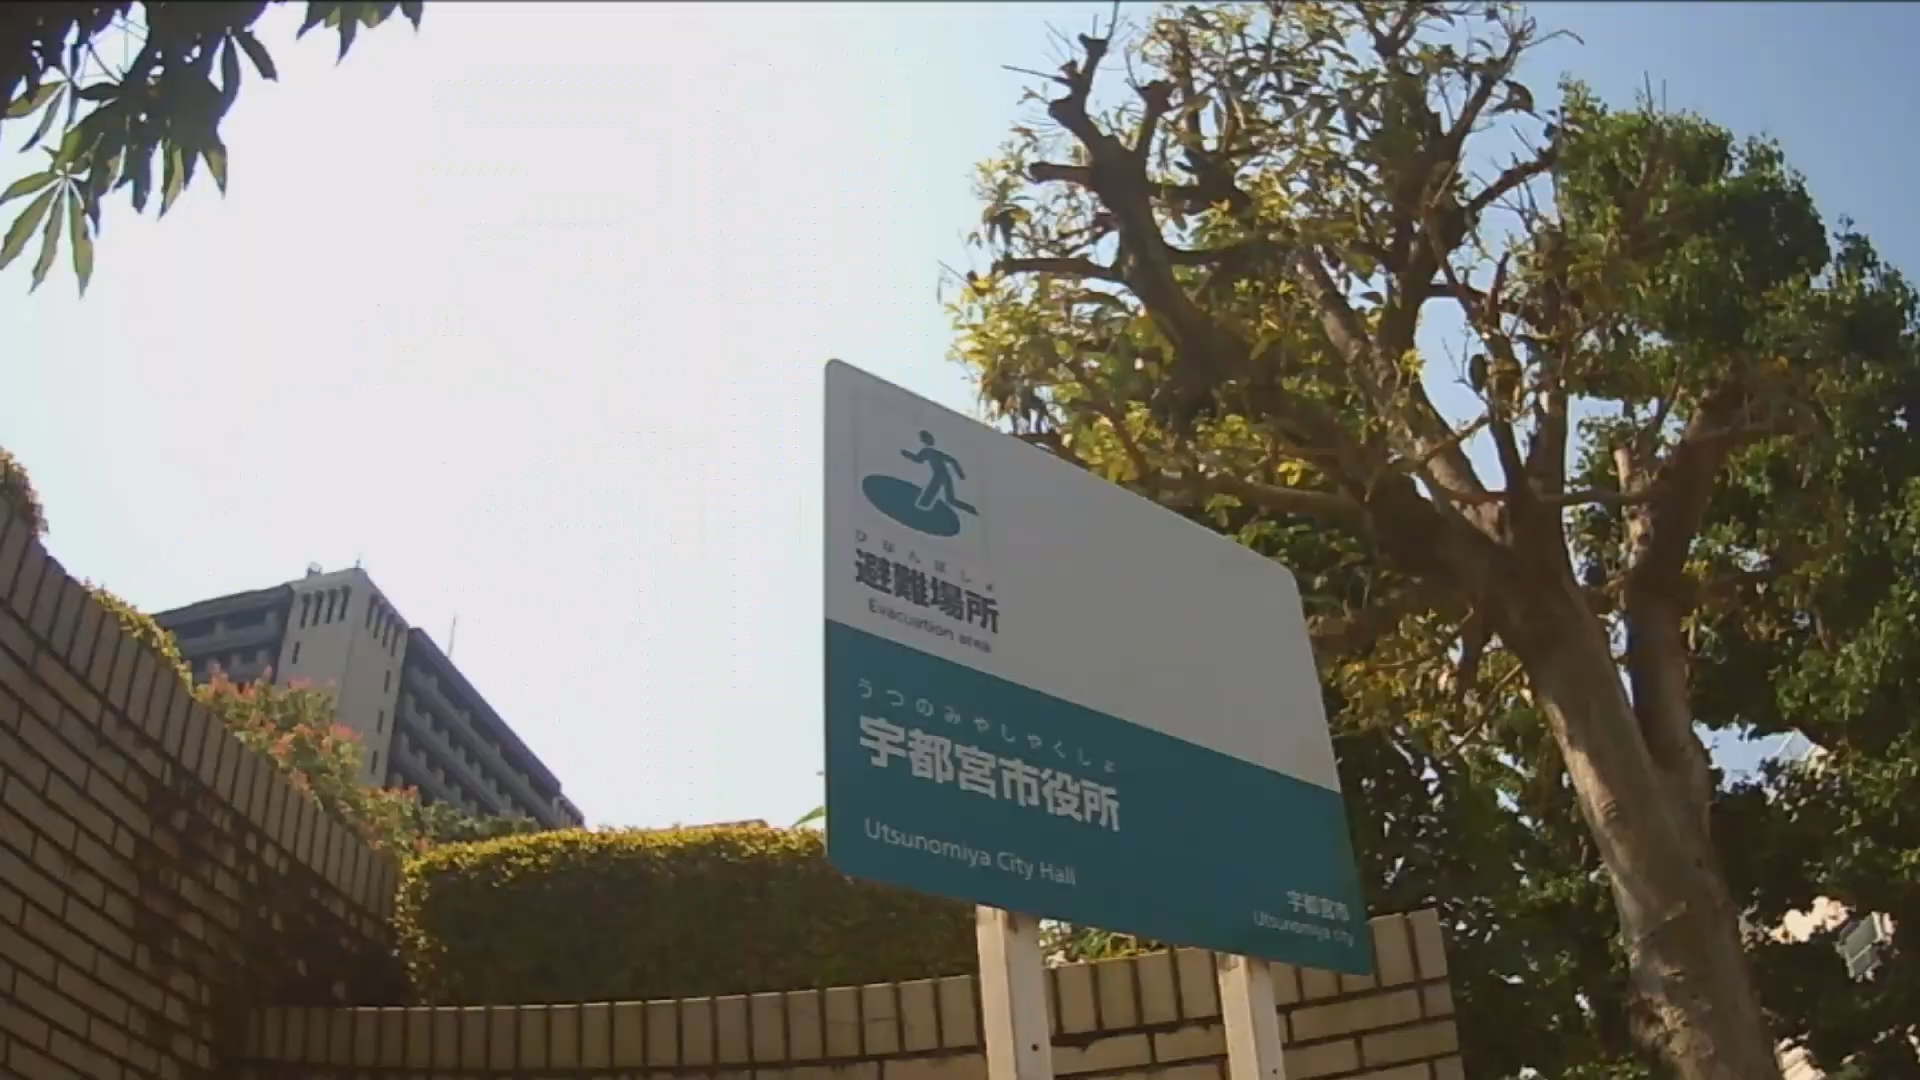 ひなんばしょ
避難場所
Evacuation area
うつのみやしやくしょ
宇都宮市役所
Utsunomiya City Hall
宇都宮市
Utsunomiya city